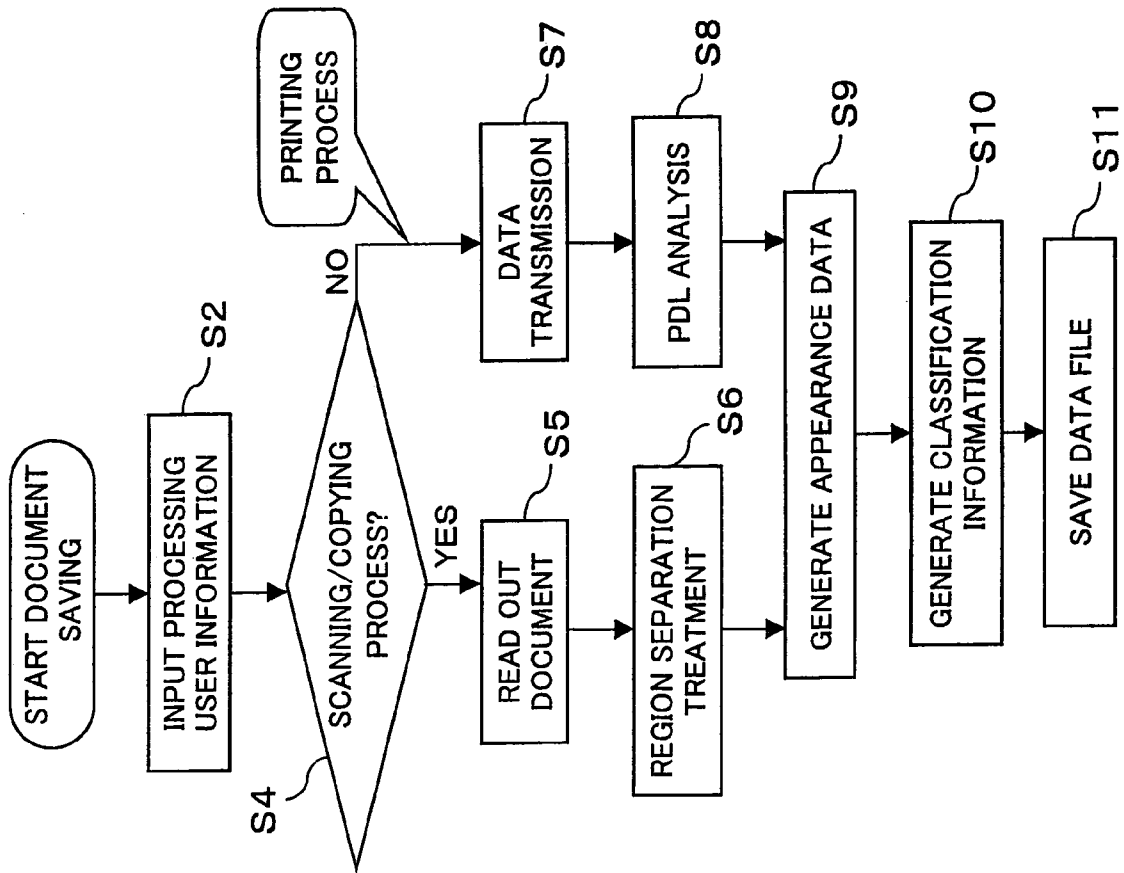 START DOCUMENT
SAVING
INPUT PROCESSING
USER INFORMATION
S2
SCANNING/COPYING
PROCESS?
S4
NO
YES
PRINTING
PROCESS
READ OUT
DOCUMENT
S5
DATA
TRANSMISSION
S7
REGION SEPARATION
TREATMENT
S6
PDL ANALYSIS
S8
GENERATE APPEARANCE DATA
S9
GENERATE CLASSIFICATION
INFORMATION
S10
SAVE DATA FILE
S11